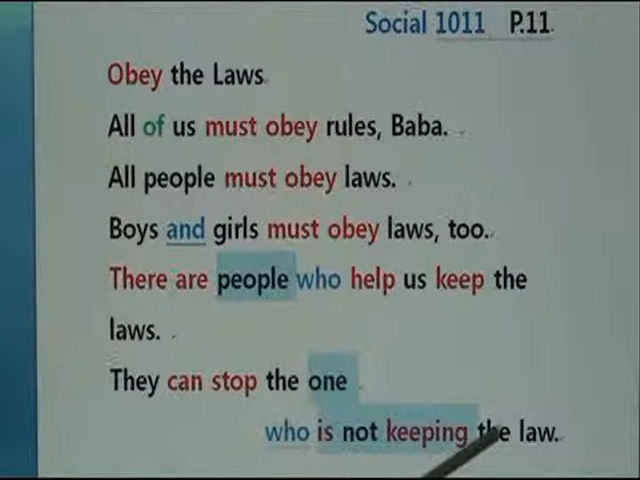 Social 1011 P.11
Obey the Laws
All of us must obey rules, Baba.
All people must obey laws.
Boys and girls must obey laws, too.
There are people who help us keep the
laws.
They can stop the one
who is not keeping the law.